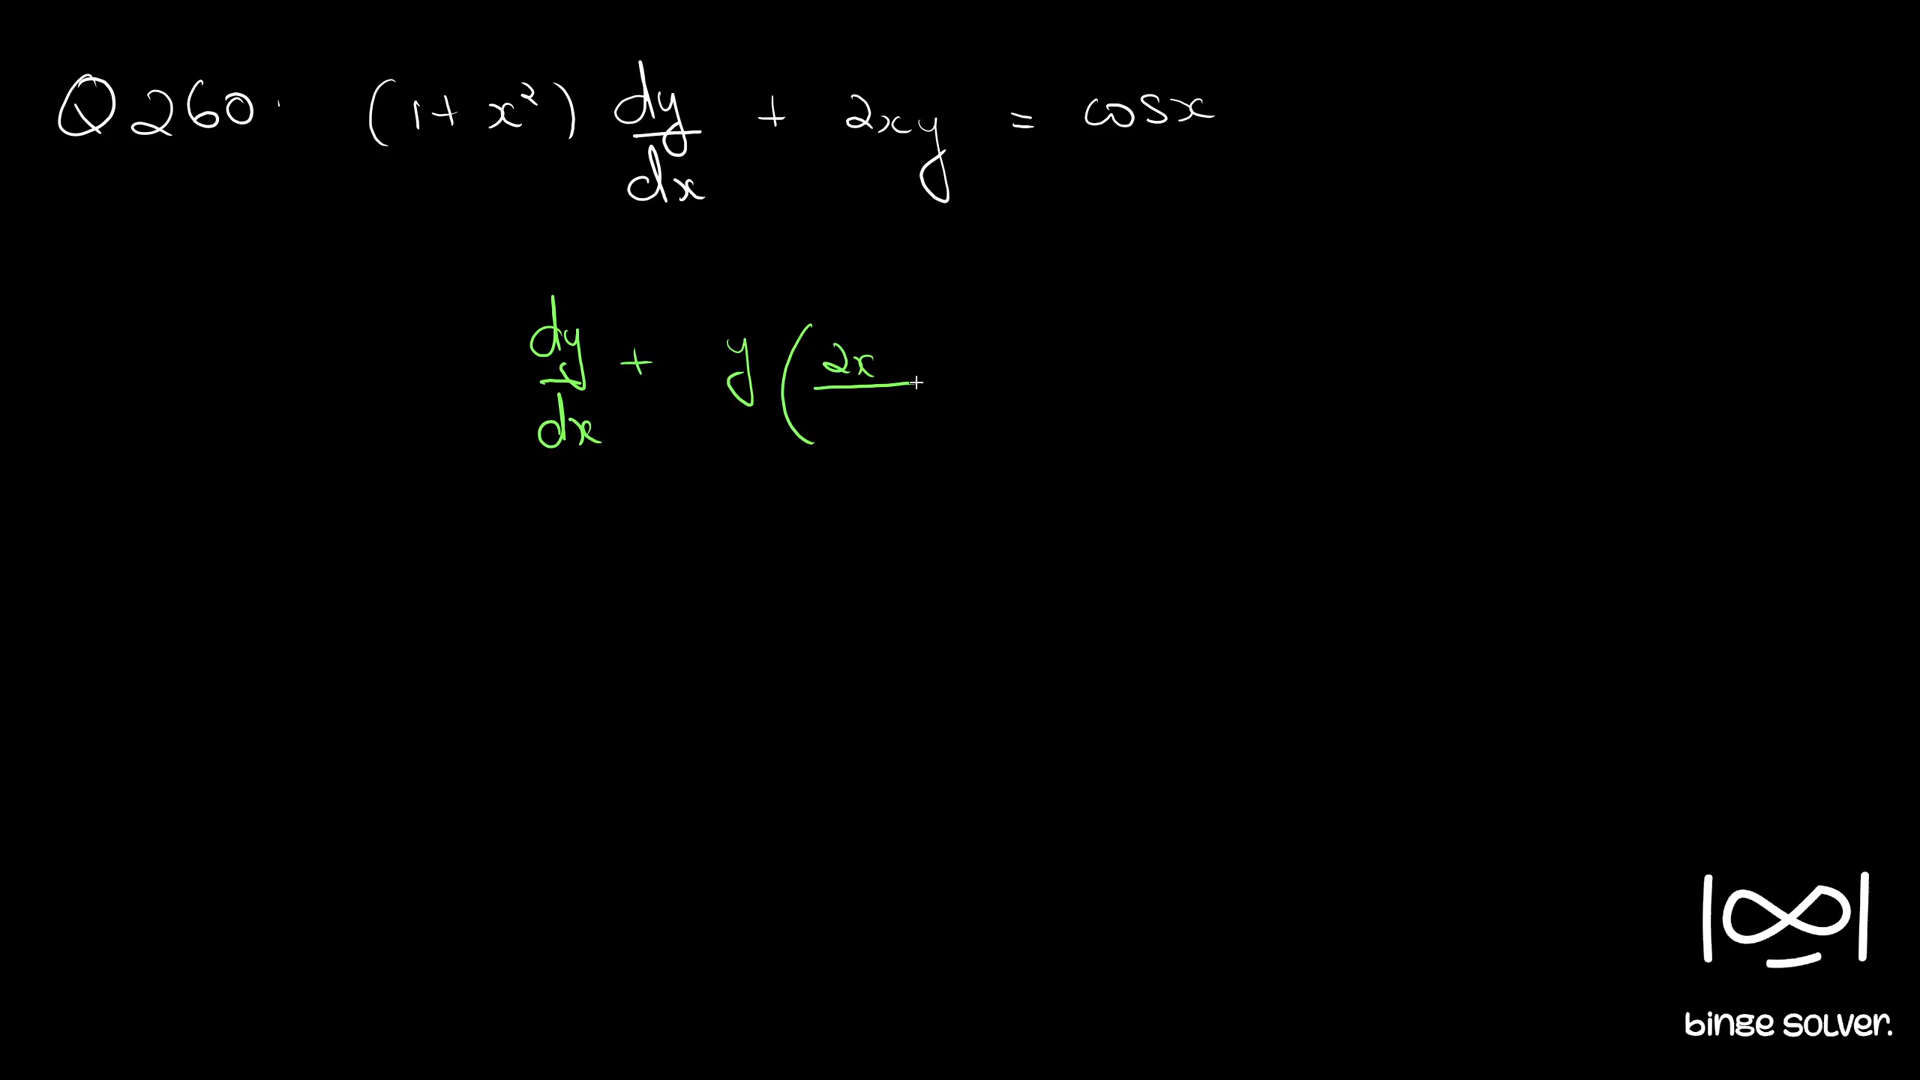 Q260. (1+x²) dy/dx + 2xy = cosx
dy/dx + y(2x
binge SOLVER.